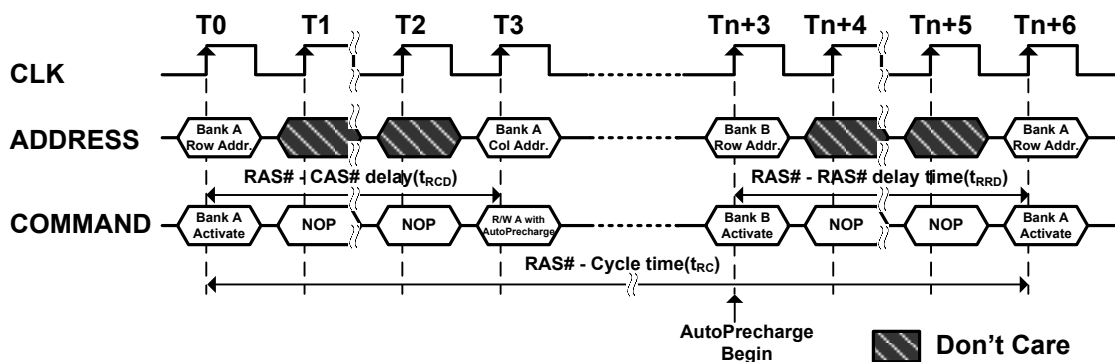 T0 T1 T2 T3 Tn+3 Tn+4 Tn+5 Tn+6
CLK
ADDRESS
Bank A
Row Addr.
Bank A
Col Addr.
Bank B
Row Addr.
Bank A
Row Addr.
RAS# - CAS# delay(tRCD)
RAS# - RAS# delay time(tRRD)
COMMAND
Bank A
Activate
NOP
NOP
R/W A with
AutoPrecharge
Bank B
Activate
NOP
NOP
Bank A
Activate
RAS# - Cycle time(tRC)
AutoPrecharge
Begin
Don't Care